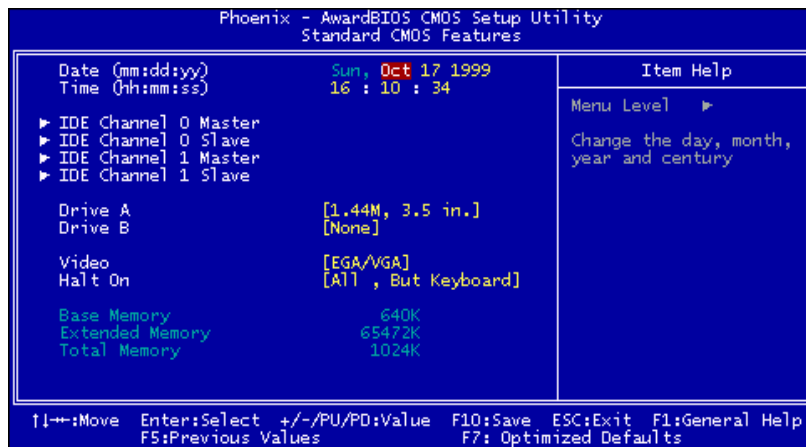 Phoenix - AwardBIOS CMOS Setup Utility
Standard CMOS Features
Date (mm:dd:yy) Sun, Oct 17 1999
Time (hh:mm:ss) 16 : 10 : 34
► IDE Channel 0 Master
► IDE Channel 0 Slave
► IDE Channel 1 Master
► IDE Channel 1 Slave
Drive A [1.44M, 3.5 in.]
Drive B [None]
Video [EGA/VGA]
Halt On [All , But Keyboard]
Base Memory 640K
Extended Memory 65472K
Total Memory 1024K
Item Help
Menu Level ►
Change the day, month,
year and century
↑↓→←:Move Enter:Select +/-/PU/PD:Value F10:Save ESC:Exit F1:General Help
F5:Previous Values F7: Optimized Defaults